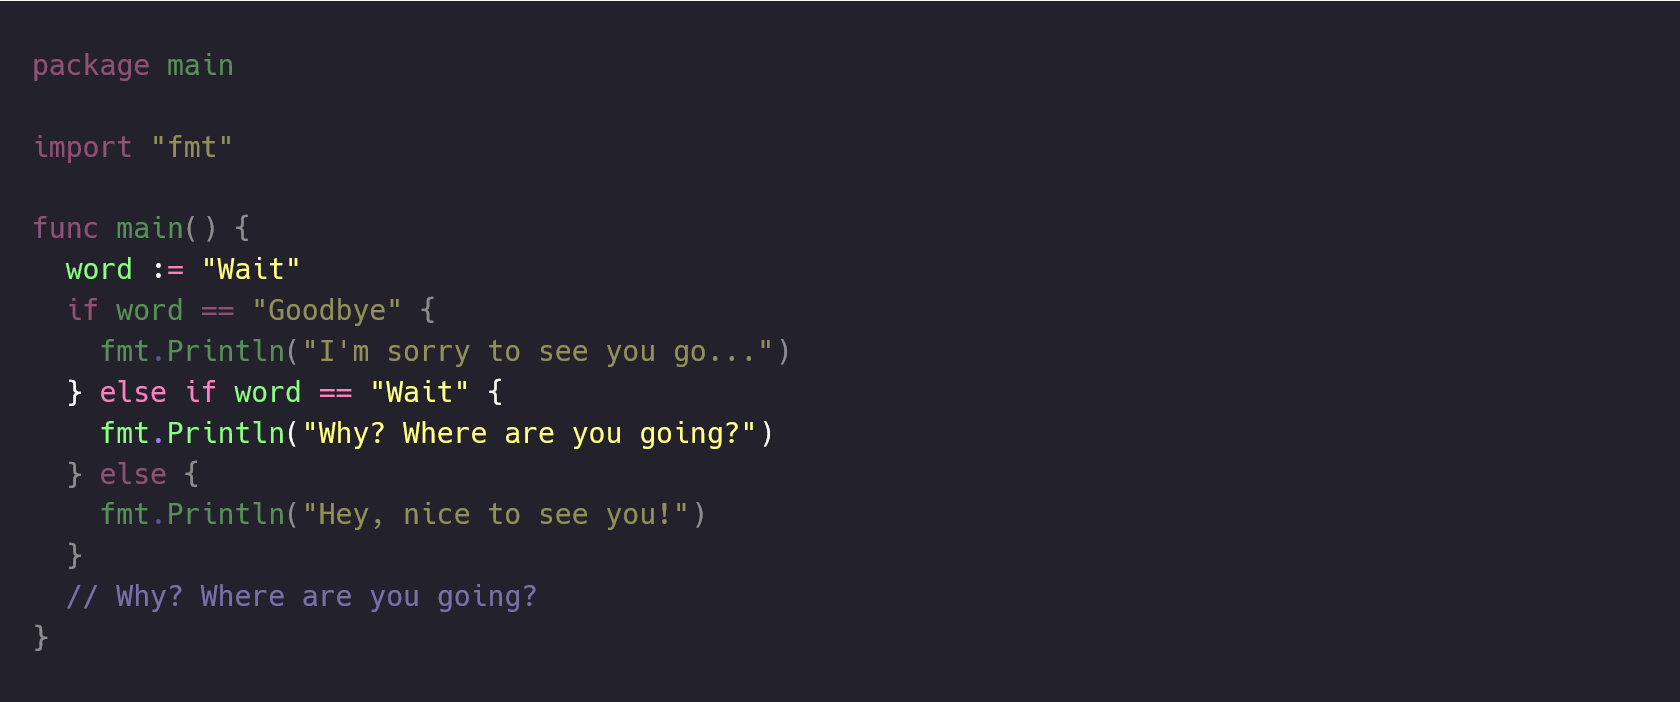 package main
import "fmt"
func main() {
  word := "Wait"
  if word == "Goodbye" {
    fmt.Println("I'm sorry to see you go...")
  } else if word == "Wait" {
    fmt.Println("Why? Where are you going?")
  } else {
    fmt.Println("Hey, nice to see you!")
  }
  // Why? Where are you going?
}